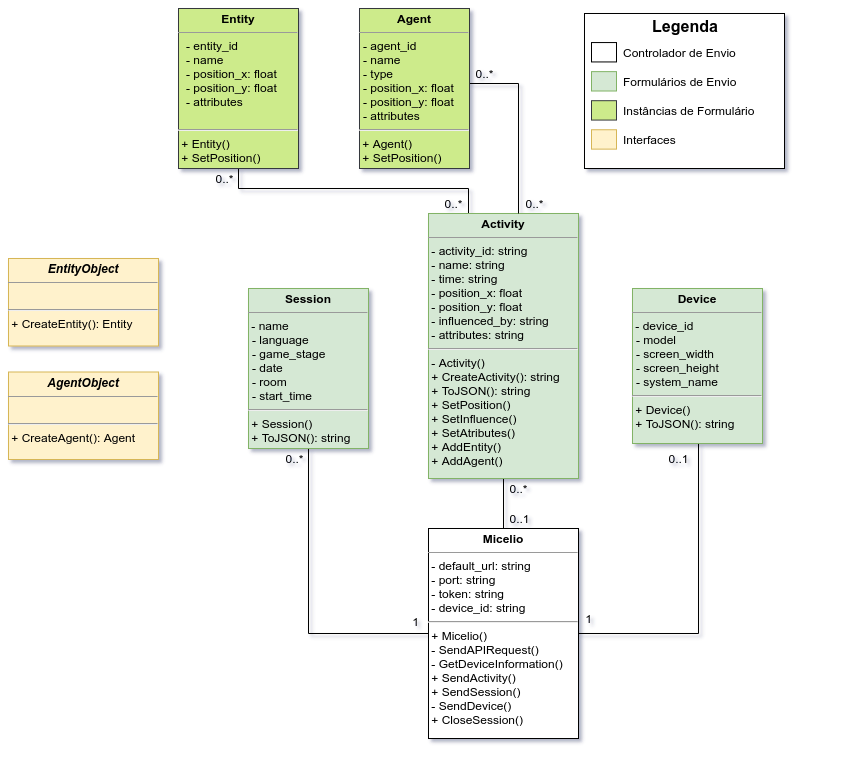 Entity
- entity_id
- name
- position_x: float
- position_y: float
- attributes
+ Entity()
+ SetPosition()
0..*
Agent
- agent_id
- name
- type
- position_x: float
- position_y: float
- attributes
+ Agent()
+ SetPosition()
0..*
Legenda
Controlador de Envio
Formulários de Envio
Instâncias de Formulário
Interfaces
0..*
0..*
Activity
- activity_id: string
- name: string
- time: string
- position_x: float
- position_y: float
- influenced_by: string
- attributes: string
- Activity()
+ CreateActivity(): string
+ ToJSON(): string
+ SetPosition()
+ SetInfluence()
+ SetAtributes()
+ AddEntity()
+ AddAgent()
0..*
EntityObject
+ CreateEntity(): Entity
AgentObject
+ CreateAgent(): Agent
Session
- name
- language
- game_stage
- date
- room
- start_time
+ Session()
+ ToJSON(): string
0..*
Device
- device_id
- model
- screen_width
- screen_height
- system_name
+ Device()
+ ToJSON(): string
0..1
0..1
Micelio
- default_url: string
- port: string
- token: string
- device_id: string
+ Micelio()
- SendAPIRequest()
- GetDeviceInformation()
+ SendActivity()
+ SendSession()
- SendDevice()
+ CloseSession()
1
1